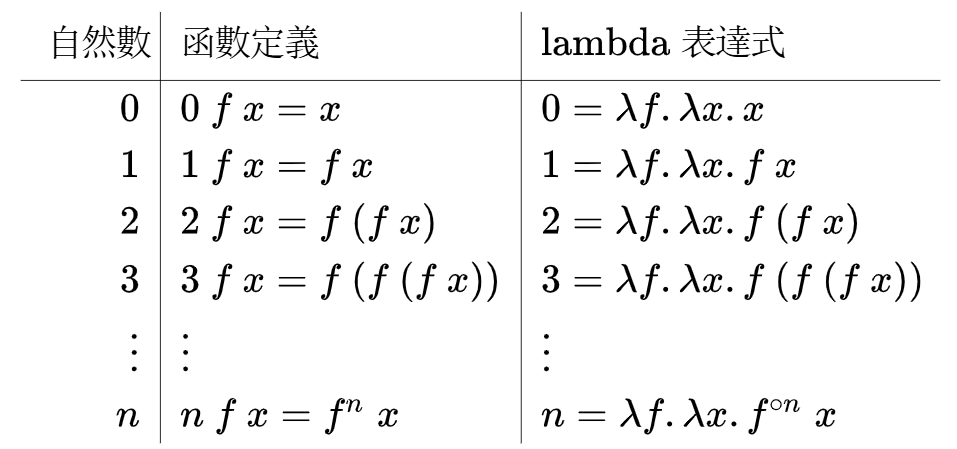 自然數 函數定義 lambda 表達式
0 0 f x = x 0 = λf. λx. x
1 1 f x = f x 1 = λf. λx. f x
2 2 f x = f (f x) 2 = λf. λx. f (f x)
3 3 f x = f (f (f x)) 3 = λf. λx. f (f (f x))
⋮ ⋮ ⋮
n n f x = fⁿ x n = λf. λx. f°ⁿ x